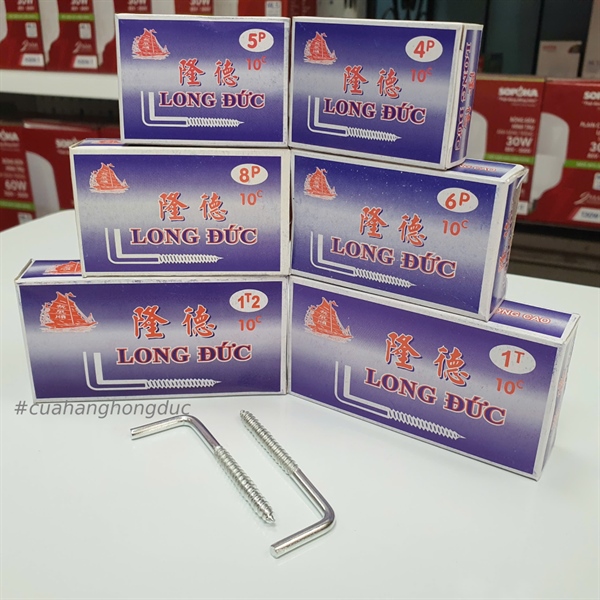 5P
10C
隆德
LONG ĐỨC
4P
10C
隆德
LONG ĐỨC
8P
10C
隆德
LONG ĐỨC
6P
10C
隆德
LONG ĐỨC
1T2
10C
隆德
LONG ĐỨC
1T
10C
隆德
LONG ĐỨC
#cuahanghongduc
SOPOKA
60W
SOPOKA
30W